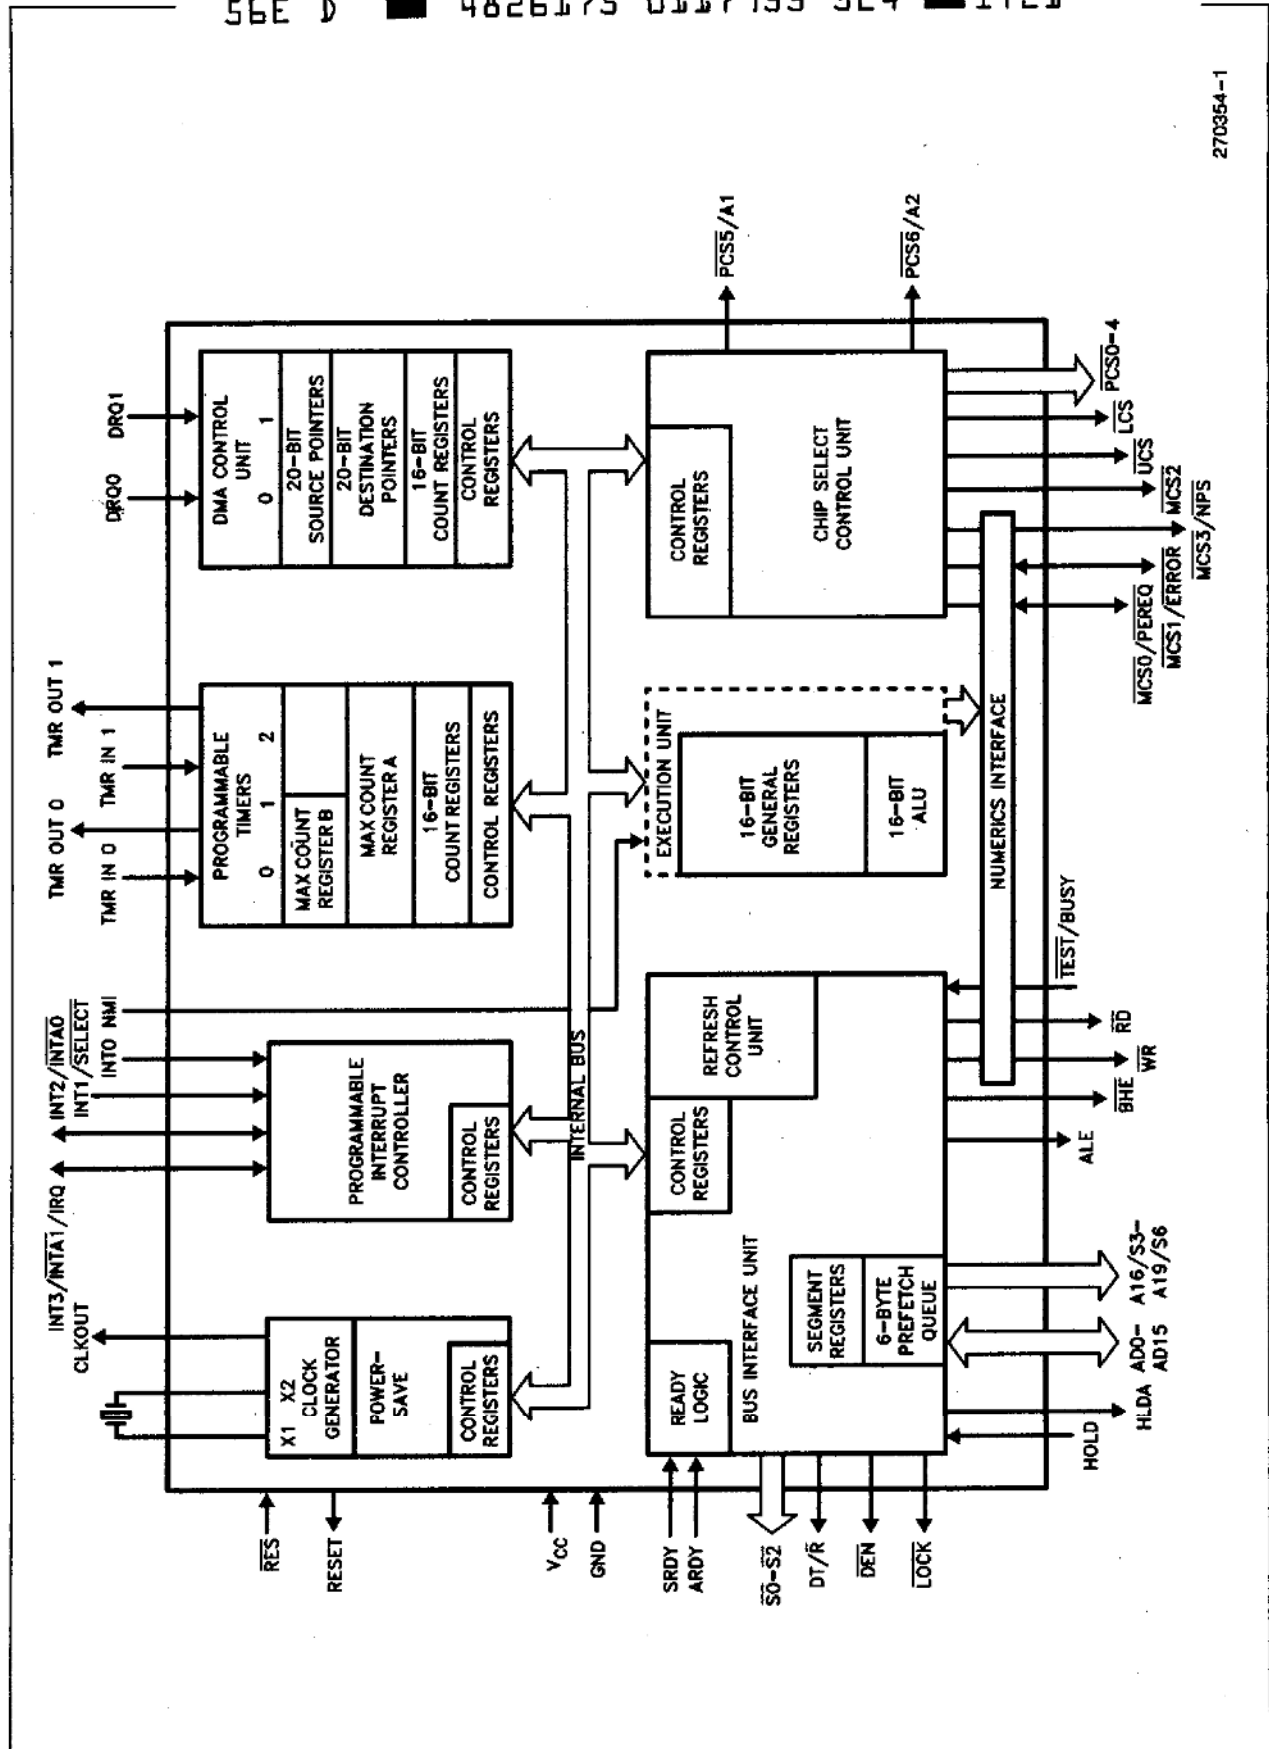 56E D ■ 4826175 0117935 524 ■ ITL1
270354-1
INT3/INTA1/IRQ
CLKOUT
INT2/INTA0
INT1/SELECT
INT0 NMI
TMR OUT 0
TMR IN 0
TMR OUT 1
TMR IN 1
DRQ0
DRQ1
X1 X2
CLOCK
GENERATOR
POWER-
SAVE
CONTROL
REGISTERS
PROGRAMMABLE
INTERRUPT
CONTROLLER
CONTROL
REGISTERS
PROGRAMMABLE
TIMERS
0 1 2
MAX COUNT
REGISTER B
MAX COUNT
REGISTER A
16-BIT
COUNT REGISTERS
CONTROL REGISTERS
DMA CONTROL
UNIT
0 1
20-BIT
SOURCE POINTERS
20-BIT
DESTINATION
POINTERS
16-BIT
COUNT REGISTERS
CONTROL
REGISTERS
RES
RESET
VCC
GND
INTERNAL BUS
SRDY
ARDY
S0-S2
DT/R
DEN
LOCK
READY
LOGIC
BUS INTERFACE UNIT
CONTROL
REGISTERS
REFRESH
CONTROL
UNIT
SEGMENT
REGISTERS
6-BYTE
PREFETCH
QUEUE
EXECUTION UNIT
16-BIT
GENERAL
REGISTERS
16-BIT
ALU
CONTROL
REGISTERS
CHIP SELECT
CONTROL UNIT
PCS5/A1
PCS6/A2
NUMERICS INTERFACE
HOLD
HLDA
AD0-
AD15
A16/S3-
A19/S6
ALE
BHE
WR
RD
TEST/BUSY
MCS0/PEREQ
MCS1/ERROR
MCS3/NPS
MCS2
UCS
LCS
PCS0-4